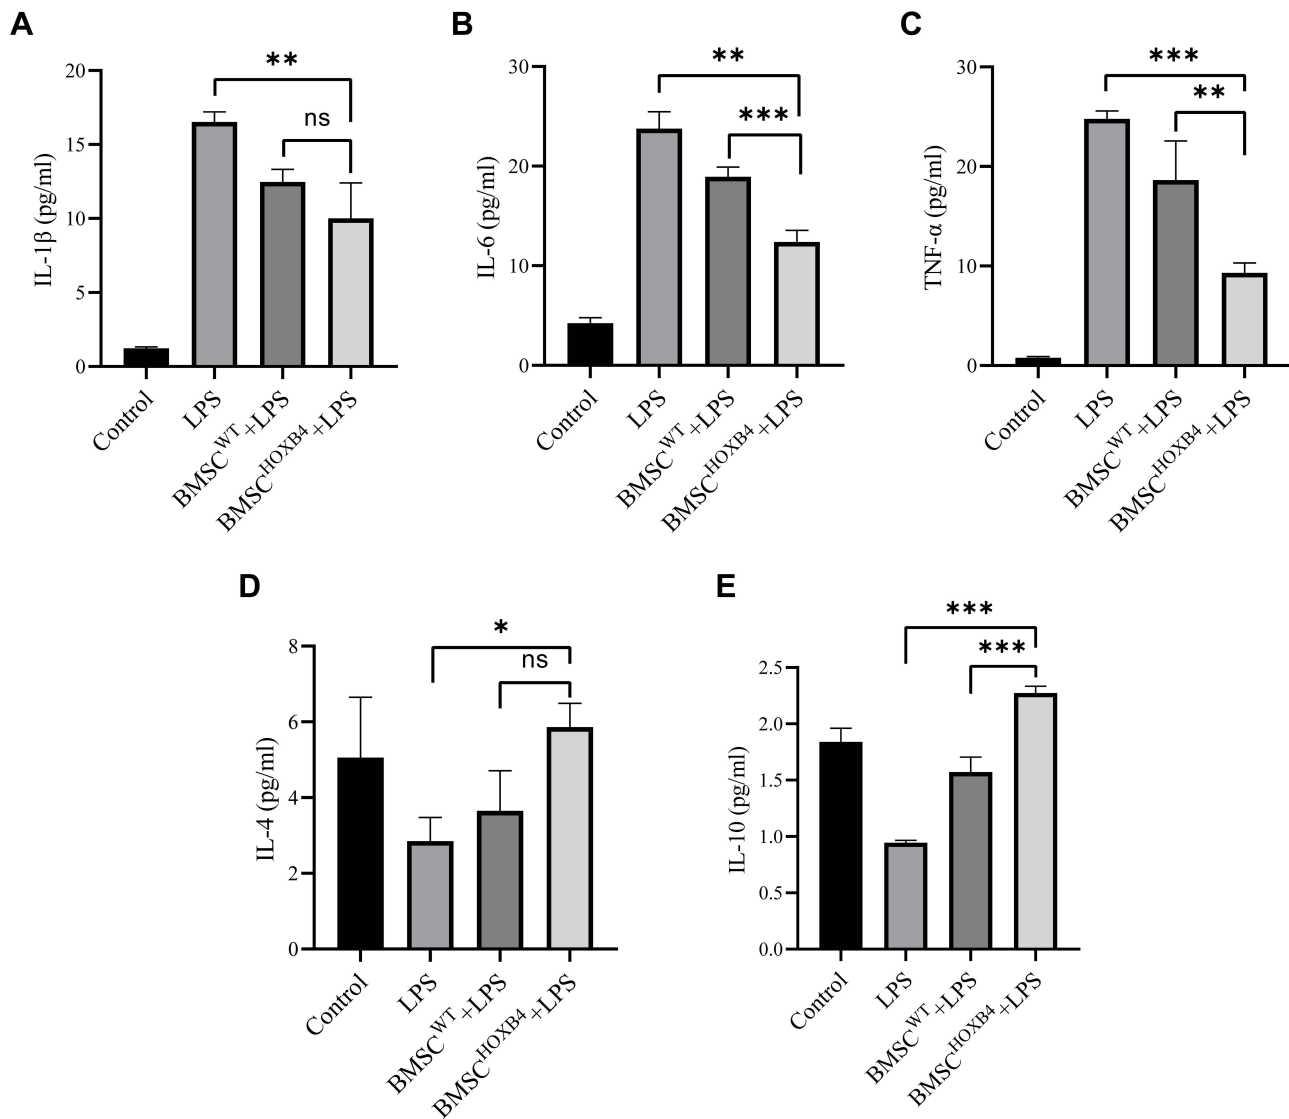 A
B
C
**
ns
20
15
10
5
0
IL-1β (pg/ml)
Control
LPS
BMSC^WT+LPS
BMSC^HOXB4+LPS
**
***
30
20
10
0
IL-6 (pg/ml)
Control
LPS
BMSC^WT+LPS
BMSC^HOXB4+LPS
***
**
30
20
10
0
TNF-α (pg/ml)
Control
LPS
BMSC^WT+LPS
BMSC^HOXB4+LPS
D
E
*
ns
8
6
4
2
0
IL-4 (pg/ml)
Control
LPS
BMSC^WT+LPS
BMSC^HOXB4+LPS
***
***
2.5
2.0
1.5
1.0
0.5
0.0
IL-10 (pg/ml)
Control
LPS
BMSC^WT+LPS
BMSC^HOXB4+LPS